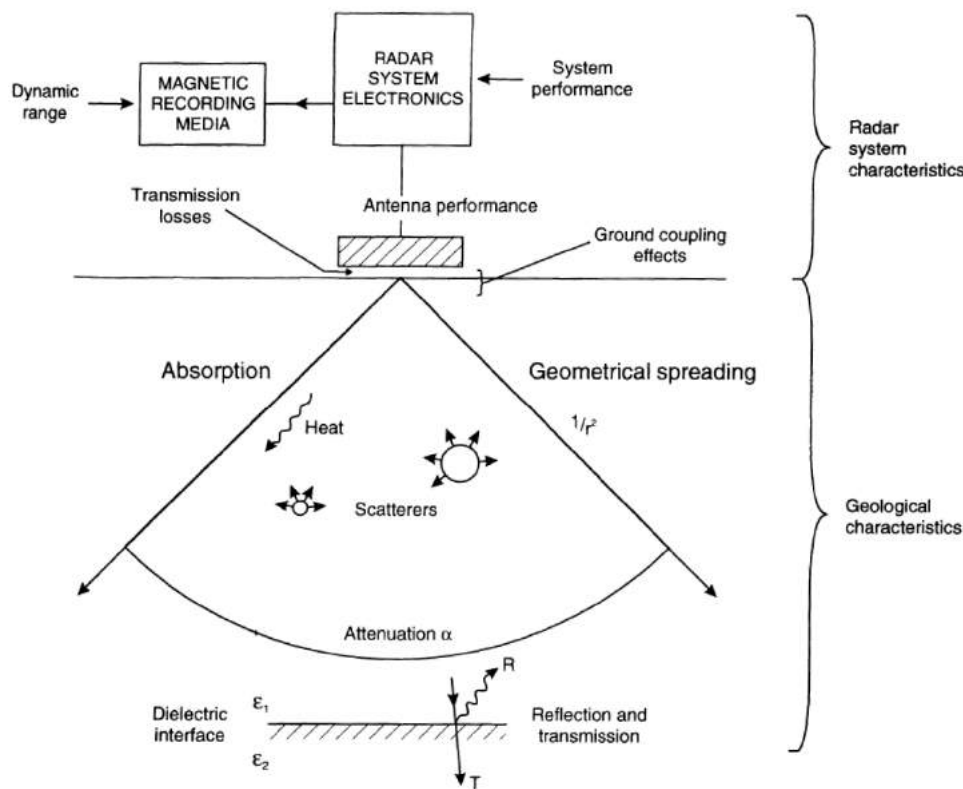 RADAR
SYSTEM
ELECTRONICS
System
performance
Dynamic
range
MAGNETIC
RECORDING
MEDIA
Radar
system
characteristics
Transmission
losses
Antenna performance
Ground coupling
effects
Absorption
Geometrical spreading
1/r²
Heat
Scatterers
Geological
characteristics
Attenuation α
R
ε₁
Dielectric
interface
Reflection and
transmission
ε₂
T